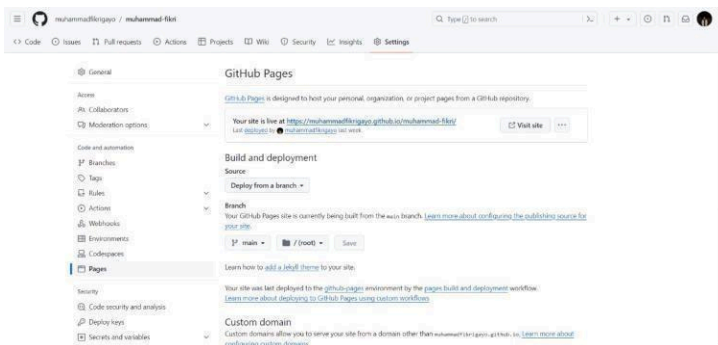 muhammadfikrigayo / muhammad-fikri
Type / to search
Code
Issues
Pull requests
Actions
Projects
Wiki
Security
Insights
Settings
General
Access
Collaborators
Moderation options
Code and automation
Branches
Tags
Rules
Actions
Webhooks
Environments
Codespaces
Pages
Security
Code security and analysis
Deploy keys
Secrets and variables
GitHub Pages
GitHub Pages is designed to host your personal, organization, or project pages from a GitHub repository.
Your site is live at https://muhammadfikrigayo.github.io/muhammad-fikri/
Last deployed by muhammadfikrigayo last week
Visit site
Build and deployment
Source
Deploy from a branch
Branch
Your GitHub Pages site is currently being built from the main branch. Learn more about configuring the publishing source for
your site.
main
/ (root)
Save
Learn how to add a Jekyll theme to your site.
Your site was last deployed to the github-pages environment by the pages build and deployment workflow.
Learn more about deploying to GitHub Pages using custom workflows
Custom domain
Custom domains allow you to serve your site from a domain other than muhammadfikrigayo.github.io. Learn more about
configuring custom domains.